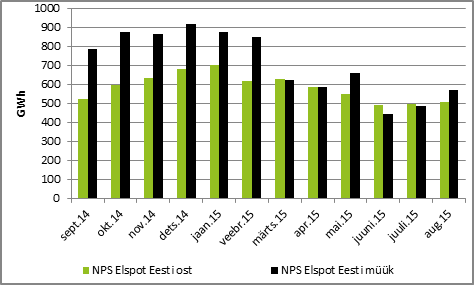 1000
900
800
700
600
500
400
300
200
100
0
GWh
sept.14
okt.14
nov.14
dets.14
jaan.15
veebr.15
märts.15
apr.15
mai.15
juuni.15
juuli.15
aug.15
NPS Elspot Eesti ost
NPS Elspot Eesti müük